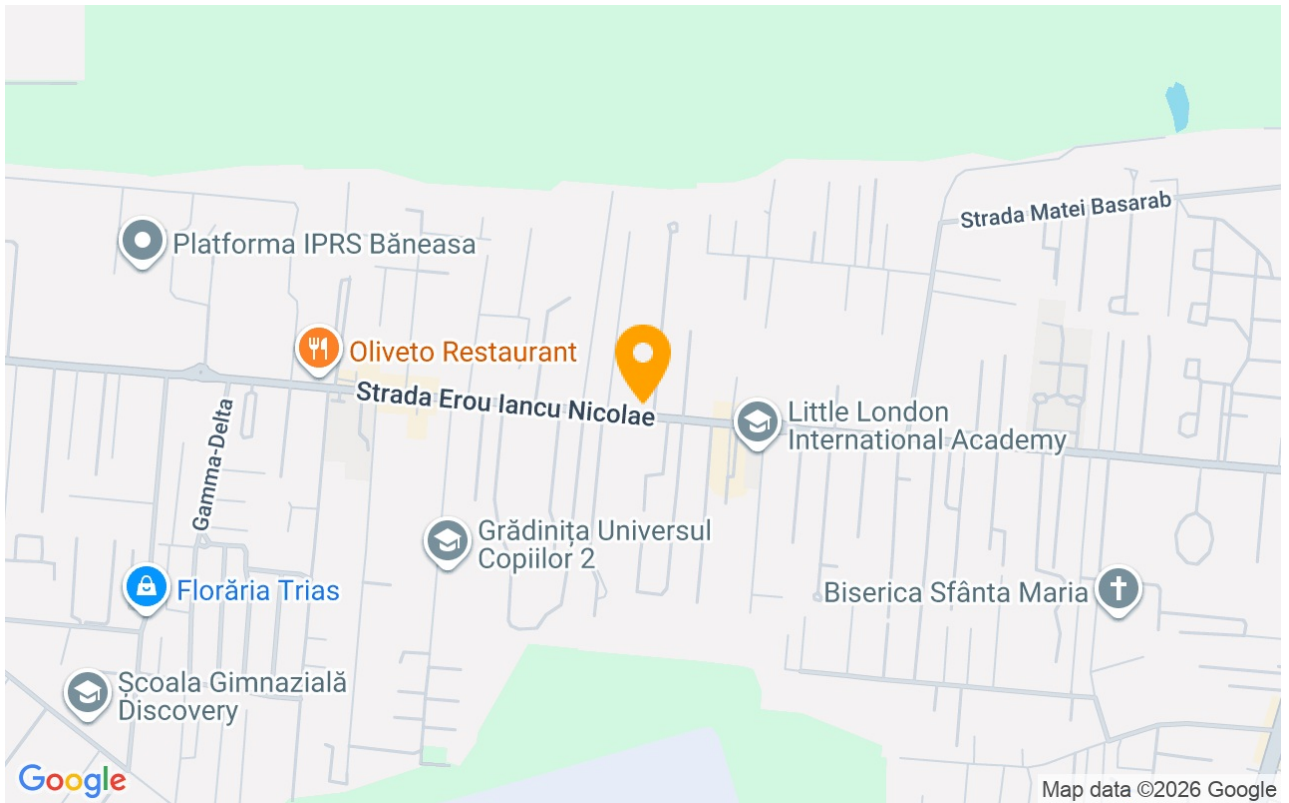 Strada Matei Basarab
Platforma IPRS Băneasa
Oliveto Restaurant
Strada Erou Iancu Nicolae
Little London
International Academy
Gamma-Delta
Grădinița Universul
Copiilor 2
Florăria Trias
Biserica Sfânta Maria
Școala Gimnazială
Discovery
Google
Map data ©2026 Google